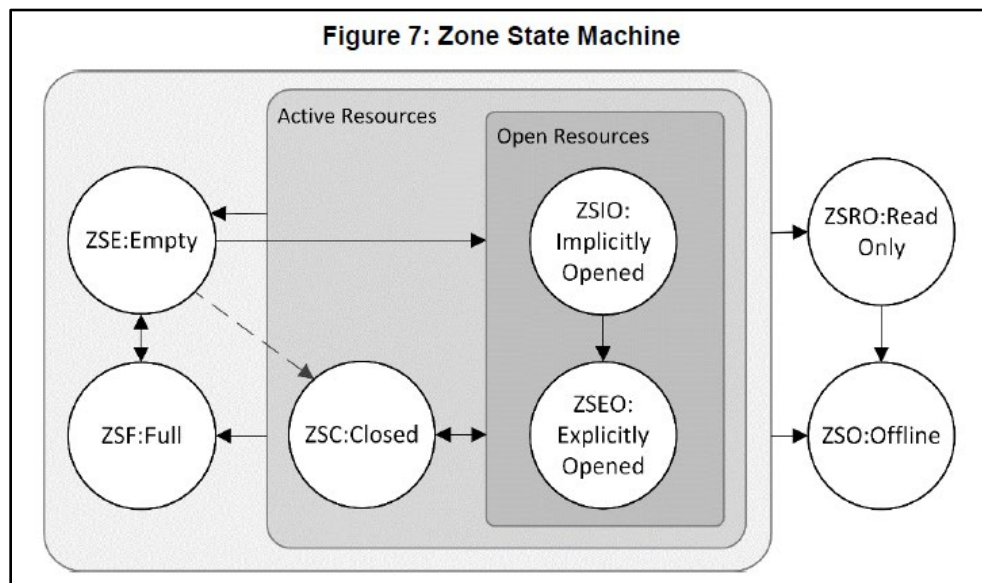 Figure 7: Zone State Machine
Active Resources
Open Resources
ZSE:Empty
ZSIO:
Implicitly
Opened
ZSRO:Read
Only
ZSF:Full
ZSC:Closed
ZSEO:
Explicitly
Opened
ZSO:Offline